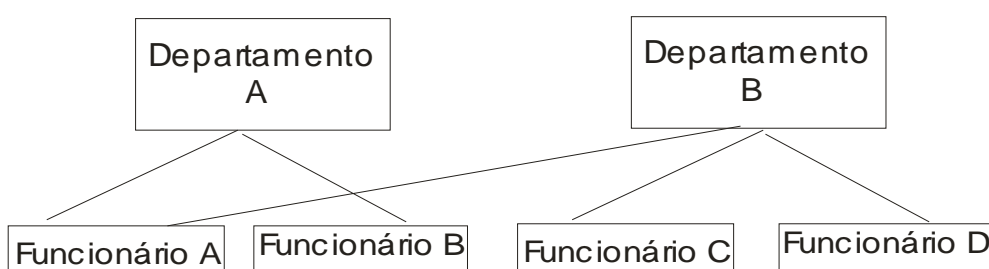 Departamento
A
Departamento
B
Funcionário A
Funcionário B
Funcionário C
Funcionário D